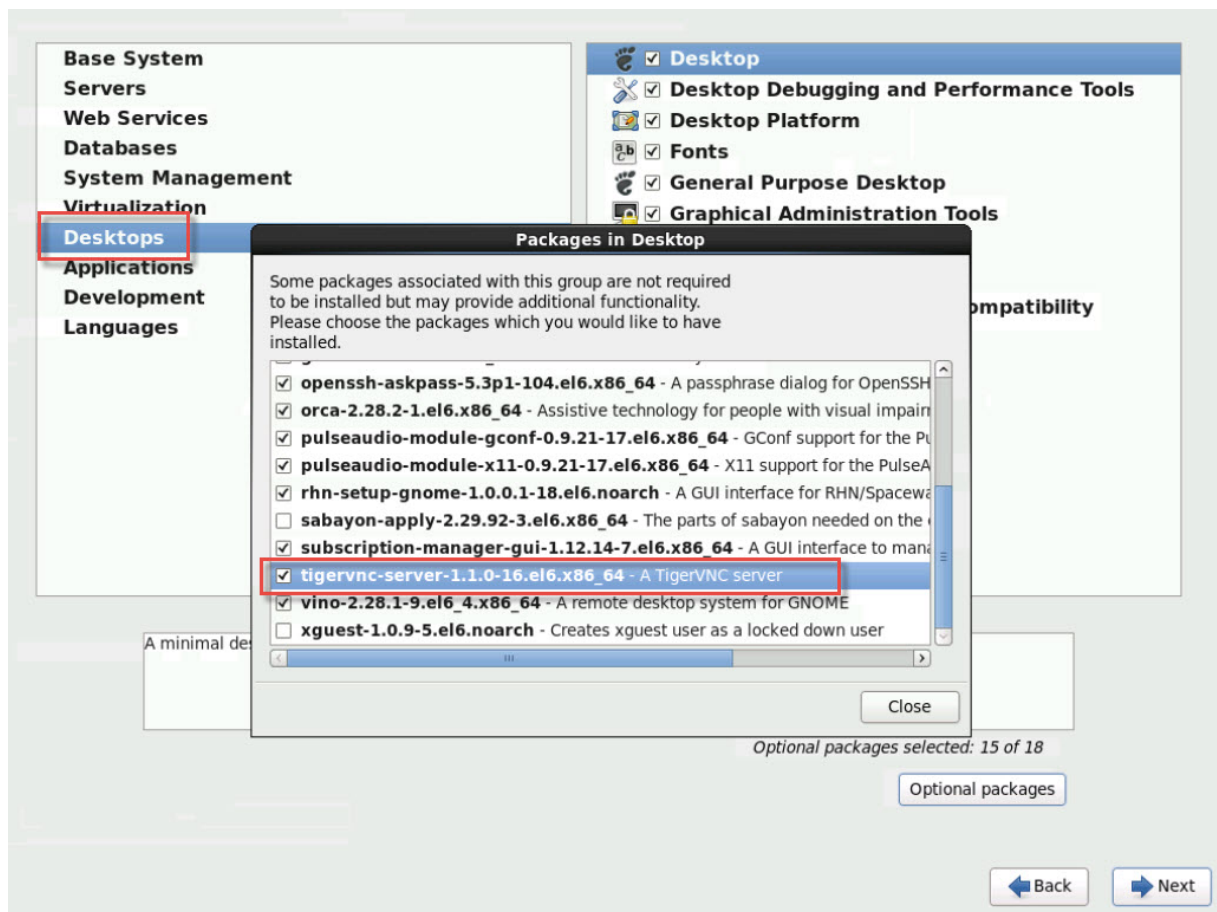 Base System
Servers
Web Services
Databases
System Management
Virtualization
Desktops
Applications
Development
Languages
Desktop
Desktop Debugging and Performance Tools
Desktop Platform
Fonts
General Purpose Desktop
Graphical Administration Tools
ompatibility
Packages in Desktop
Some packages associated with this group are not required
to be installed but may provide additional functionality.
Please choose the packages which you would like to have
installed.
openssh-askpass-5.3p1-104.el6.x86_64 - A passphrase dialog for OpenSSH
orca-2.28.2-1.el6.x86_64 - Assistive technology for people with visual impair
pulseaudio-module-gconf-0.9.21-17.el6.x86_64 - GConf support for the Pu
pulseaudio-module-x11-0.9.21-17.el6.x86_64 - X11 support for the PulseA
rhn-setup-gnome-1.0.0.1-18.el6.noarch - A GUI interface for RHN/Spacewa
sabayon-apply-2.29.92-3.el6.x86_64 - The parts of sabayon needed on the
subscription-manager-gui-1.12.14-7.el6.x86_64 - A GUI interface to mana
tigervnc-server-1.1.0-16.el6.x86_64 - A TigerVNC server
vino-2.28.1-9.el6_4.x86_64 - A remote desktop system for GNOME
xguest-1.0.9-5.el6.noarch - Creates xguest user as a locked down user
Close
A minimal des
Optional packages selected: 15 of 18
Optional packages
Back
Next